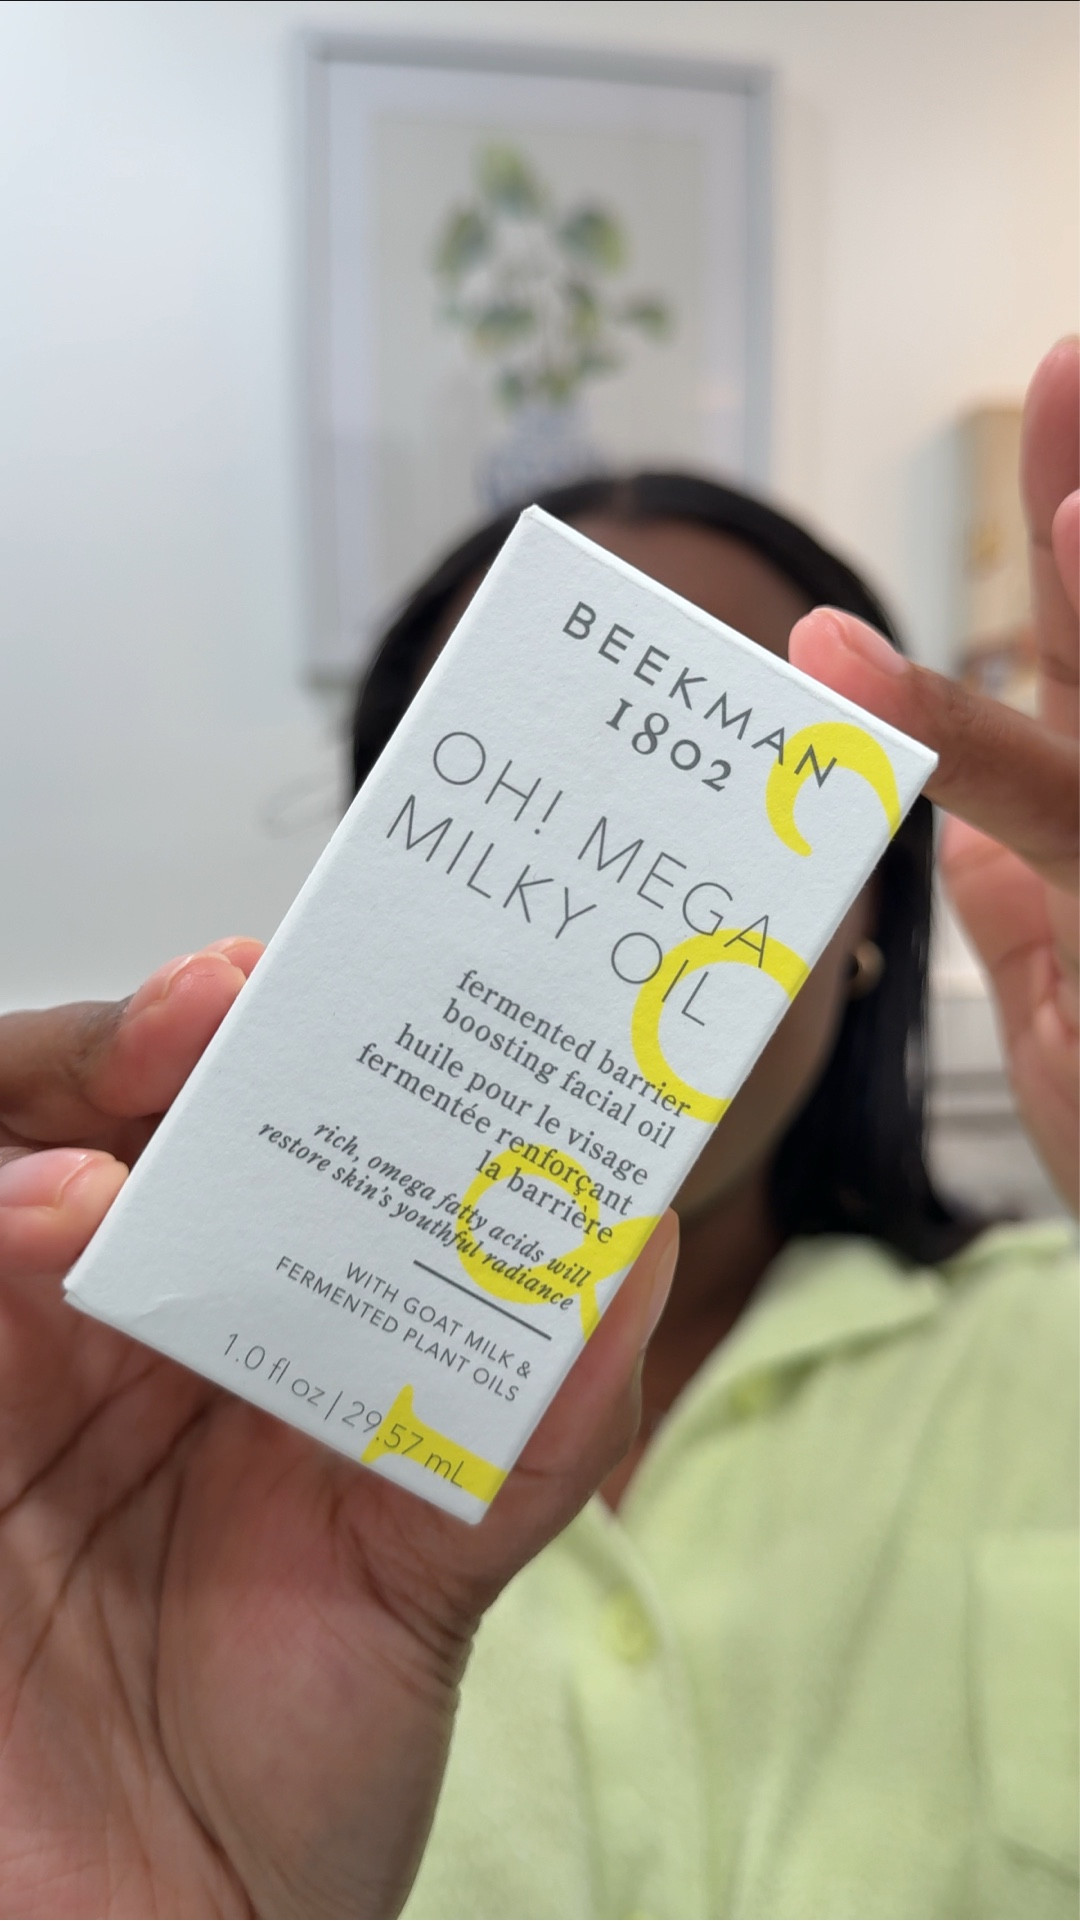 BEEKMAN
1802
OH! MEGA
MILKY OIL
fermented barrier
boosting facial oil
huile pour le visage
fermentée renforçant
la barrière
rich, omega fatty acids will
restore skin's youthful radiance
WITH GOAT MILK &
FERMENTED PLANT OILS
1.0 fl oz | 29.57 mL